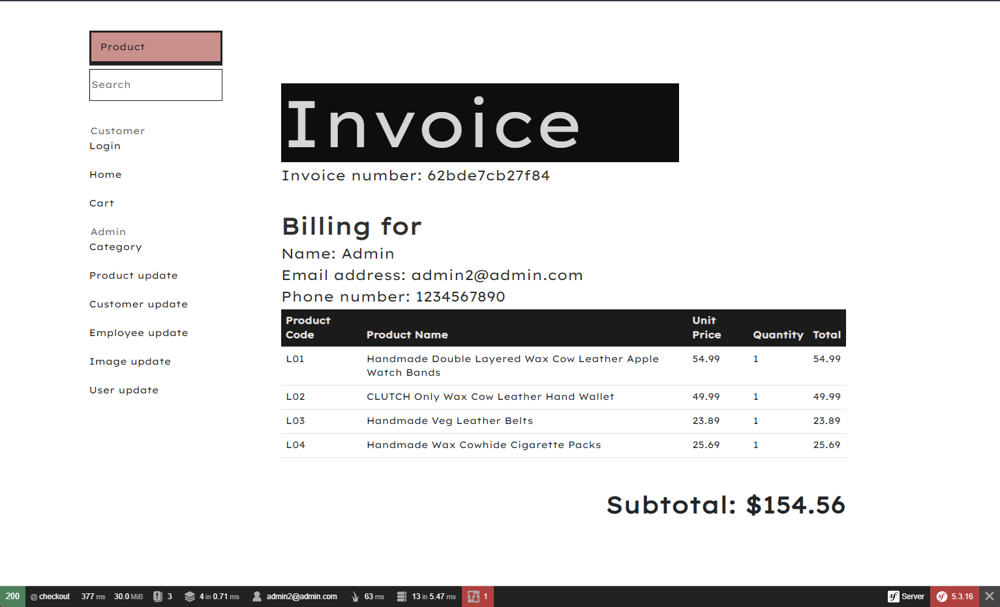 Product
Search
Customer
Login
Home
Cart
Admin
Category
Product update
Customer update
Employee update
Image update
User update
Invoice
Invoice number: 62bde7cb27f84
Billing for
Name: Admin
Email address: admin2@admin.com
Phone number: 1234567890
Product Code Product Name Unit Price Quantity Total
L01 Handmade Double Layered Wax Cow Leather Apple Watch Bands 54.99 1 54.99
L02 CLUTCH Only Wax Cow Leather Hand Wallet 49.99 1 49.99
L03 Handmade Veg Leather Belts 23.89 1 23.89
L04 Handmade Wax Cowhide Cigarette Packs 25.69 1 25.69
Subtotal: $154.56
200 @ checkout 377 ms 30.0 MiB 3 4 in 0.71 ms admin2@admin.com 63 ms 13 in 5.47 ms 1 sf Server sf 5.3.16